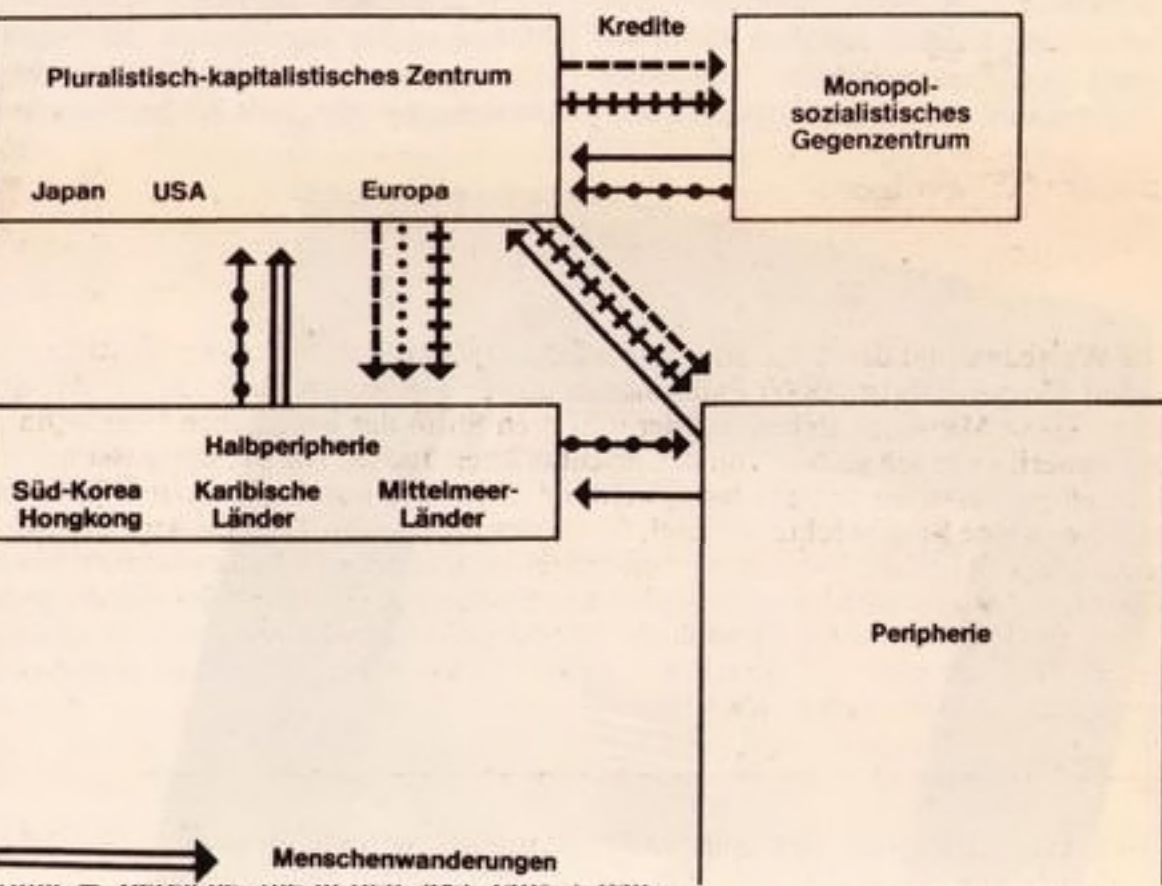 Kredite
Pluralistisch-kapitalistisches Zentrum
Monopol-
sozialistisches
Gegenzentrum
Japan USA Europa
Halbperipherie
Süd-Korea Karibische Mittelmeer-
Hongkong Länder Länder
Peripherie
Menschenwanderungen